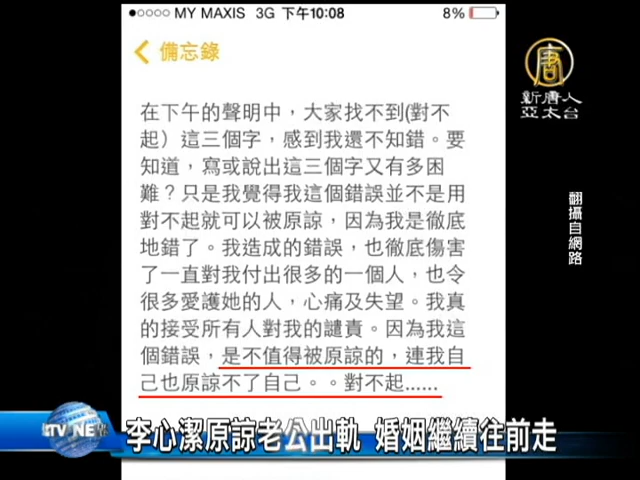 ●○○○○ MY MAXIS 3G 下午10:08 8%
備忘錄
在下午的聲明中，大家找不到(對不
起）這三個字，感到我還不知錯。要
知道，寫或說出這三個字又有多困
難？只是我覺得我這個錯誤並不是用
對不起就可以被原諒，因為我是徹底
地錯了。我造成的錯誤，也徹底傷害
了一直對我付出很多的一個人，也令
很多愛護她的人，心痛及失望。我真
的接受所有人對我的譴責。因為我這
個錯誤，是不值得被原諒的，連我自
己也原諒不了自己。。對不起......
唐
新唐人
亞太台
翻攝自網路
李心潔原諒老公出軌 婚姻繼續往前走